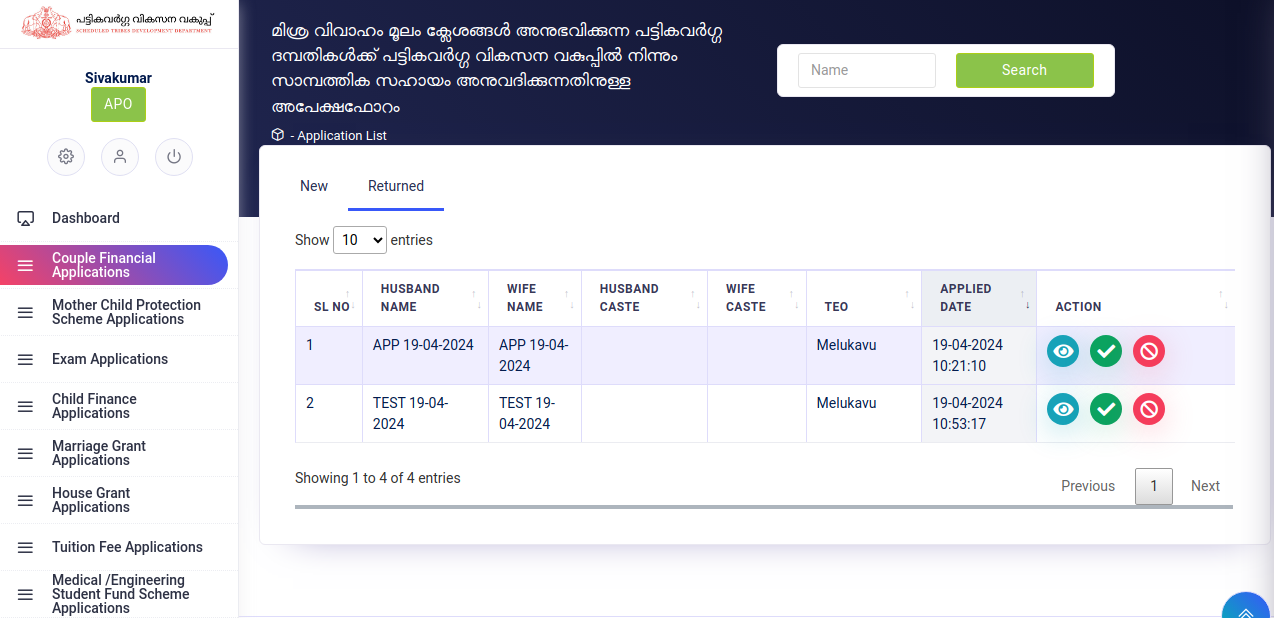 പട്ടികവർഗ്ഗ വികസന വകുപ്പ്
SCHEDULED TRIBES DEVELOPMENT DEPARTMENT
Sivakumar
APO
Dashboard
Couple Financial
Applications
Mother Child Protection
Scheme Applications
Exam Applications
Child Finance
Applications
Marriage Grant
Applications
House Grant
Applications
Tuition Fee Applications
Medical /Engineering
Student Fund Scheme
Applications
മിശ്ര വിവാഹം മൂലം ക്ലേശങ്ങൾ അനുഭവിക്കുന്ന പട്ടികവർഗ്ഗ
ദമ്പതികൾക്ക് പട്ടികവർഗ്ഗ വികസന വകുപ്പിൽ നിന്നും
സാമ്പത്തിക സഹായം അനുവദിക്കുന്നതിനുള്ള
അപേക്ഷഫോറം
- Application List
Name
Search
New Returned
Show 10 entries
SL NO HUSBAND NAME WIFE NAME HUSBAND CASTE WIFE CASTE TEO APPLIED DATE ACTION
1 APP 19-04-2024 APP 19-04- Melukavu 19-04-2024
2024 10:21:10
2 TEST 19-04- TEST 19- Melukavu 19-04-2024
2024 04-2024 10:53:17
Showing 1 to 4 of 4 entries
Previous 1 Next